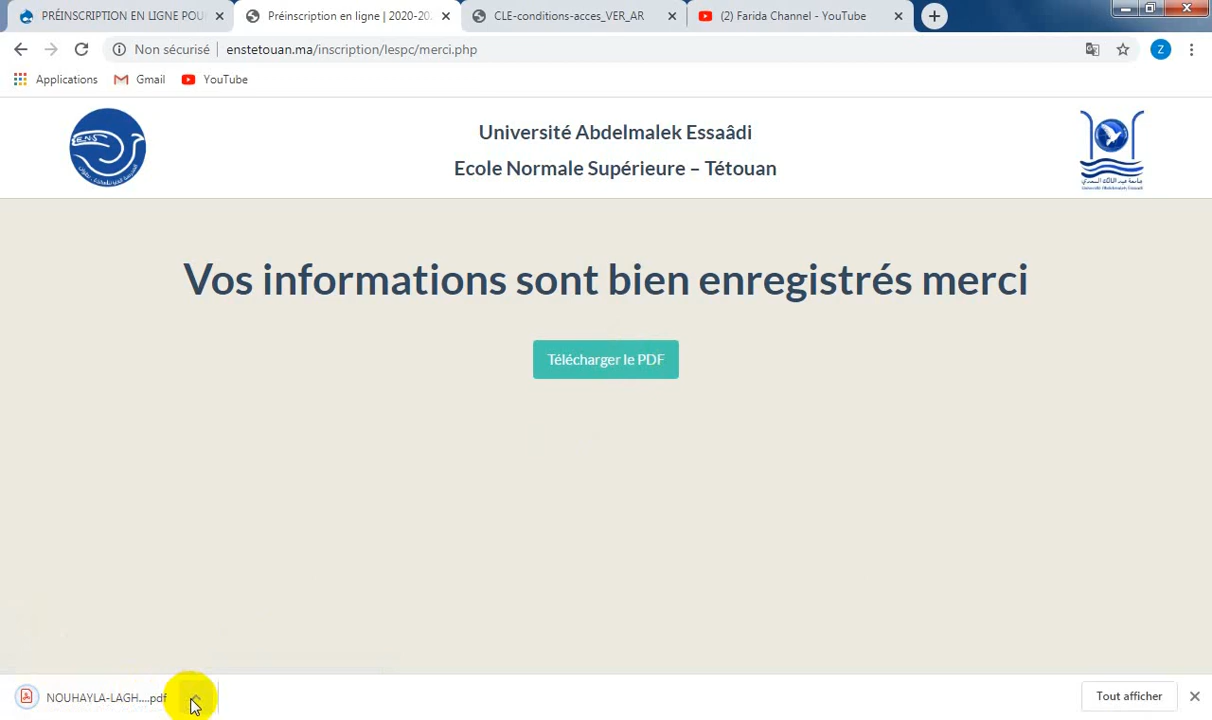 PRÉINSCRIPTION EN LIGNE POU
Préinscription en ligne | 2020-202
CLE-conditions-acces_VER_AR
(2) Farida Channel - YouTube
Non sécurisé
enstetouan.ma/inscription/lespc/merci.php
Z
Applications
Gmail
YouTube
ENS
Université Abdelmalek Essaâdi
Ecole Normale Supérieure – Tétouan
Vos informations sont bien enregistrés merci
Télécharger le PDF
NOUHAYLA-LAGH....pdf
Tout afficher